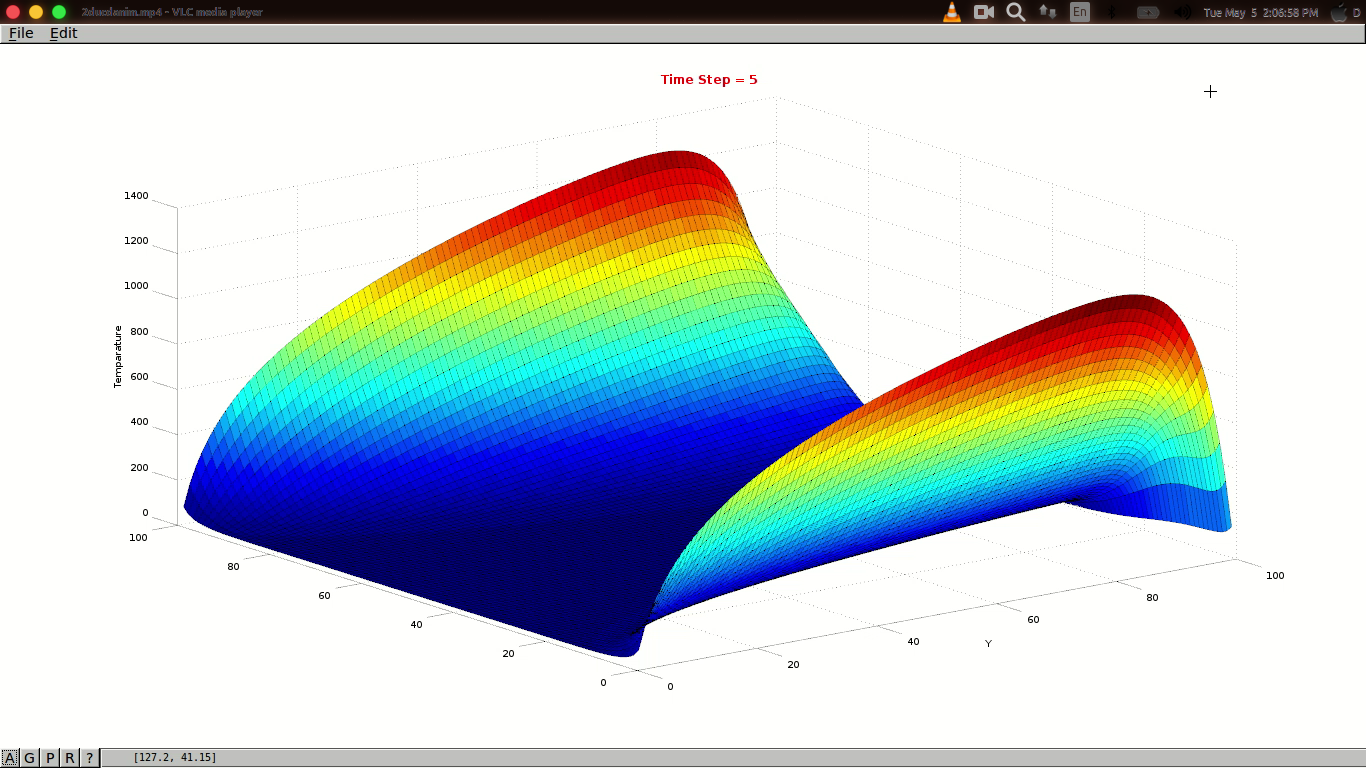 2ducdanim.mp4 - VLC media player
En
Tue May 5 2:06:58 PM
D
File Edit
Time Step = 5
1400
1200
1000
800
600
400
200
0
Temparature
100
80
60
40
20
0
0
20
40
60
80
100
Y
A G P R ?
[127.2, 41.15]